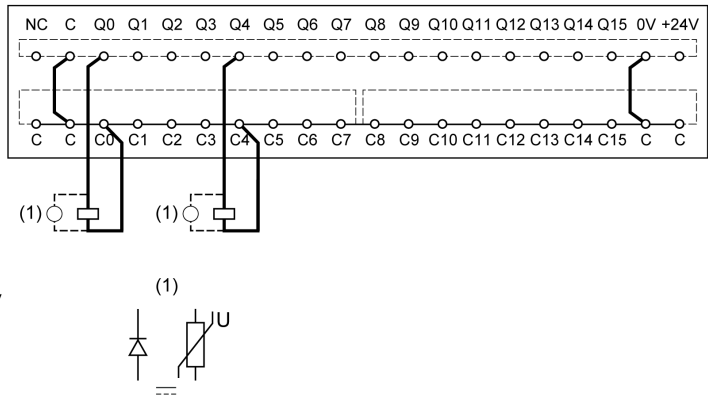 NC C Q0 Q1 Q2 Q3 Q4 Q5 Q6 Q7 Q8 Q9 Q10 Q11 Q12 Q13 Q14 Q15 0V +24V
C C C0 C1 C2 C3 C4 C5 C6 C7 C8 C9 C10 C11 C12 C13 C14 C15 C C
(1) (1)
(1)
U